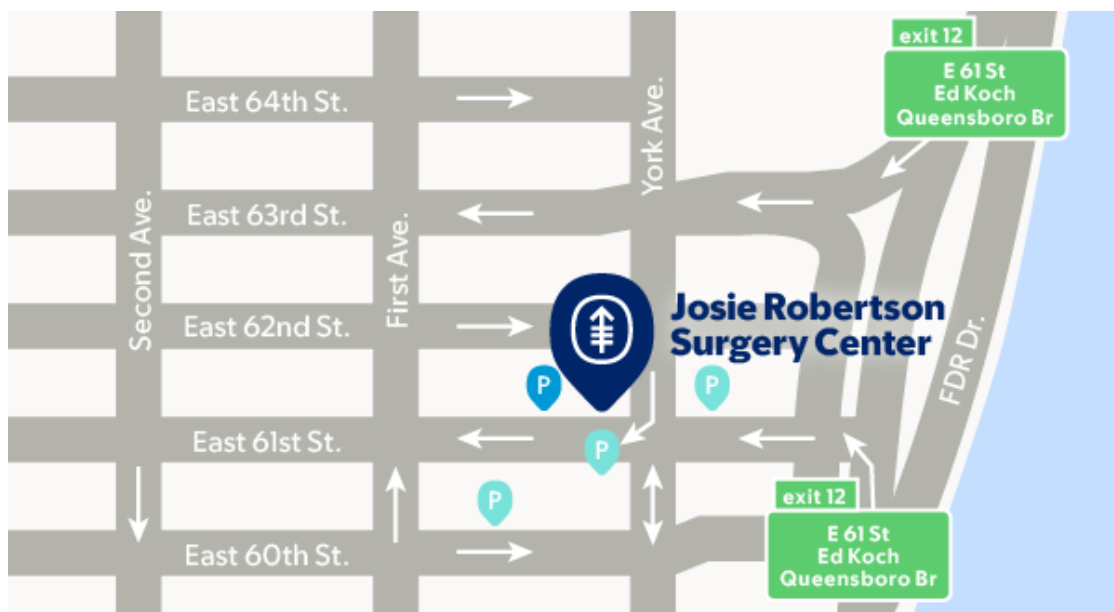 exit 12
E 61 St
Ed Koch
Queensboro Br
East 64th St.
York Ave.
East 63rd St.
Second Ave.
First Ave.
Josie Robertson
Surgery Center
East 62nd St.
FDR Dr.
P
P
East 61st St.
P
P
exit 12
E 61 St
Ed Koch
Queensboro Br
East 60th St.